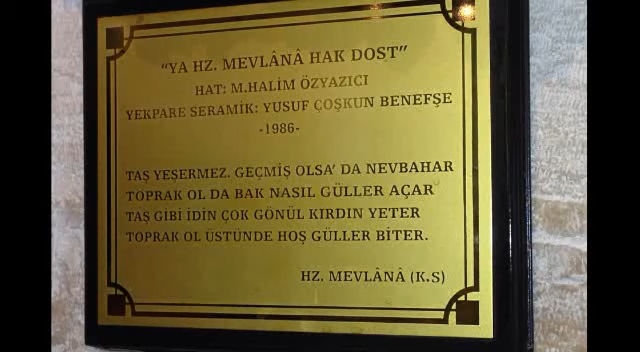 "YA HZ. MEVLÂNÂ HAK DOST"
HAT: M.HALİM ÖZYAZICI
YEKPARE SERAMİK: YUSUF ÇOŞKUN BENEFŞE
-1986-
TAŞ YEŞERMEZ. GEÇMİŞ OLSA' DA NEVBAHAR
TOPRAK OL DA BAK NASIL GÜLLER AÇAR
TAŞ GİBİ İDİN ÇOK GÖNÜL KIRDIN YETER
TOPRAK OL ÜSTÜNDE HOŞ GÜLLER BİTER.
HZ. MEVLÂNÂ (K.S)